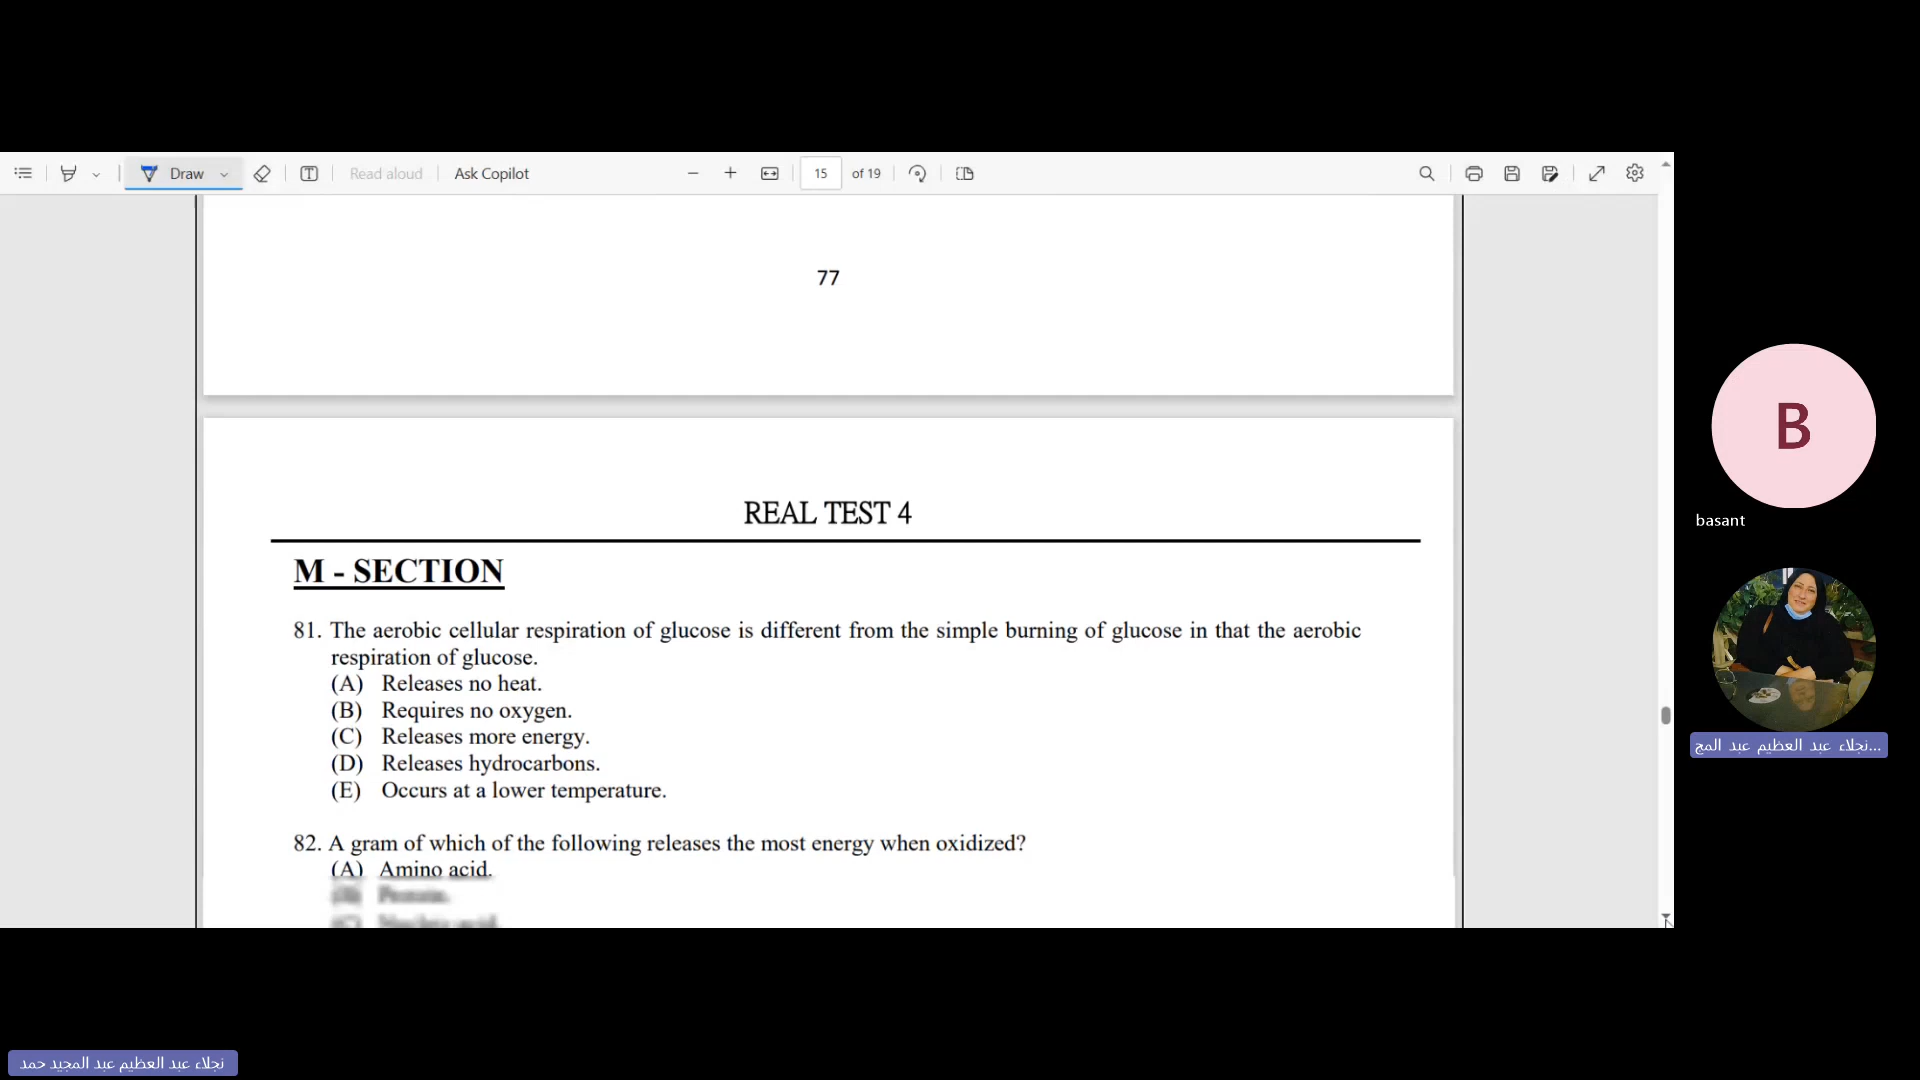 Draw
Read aloud
Ask Copilot
15
of 19
77
REAL TEST 4
M - SECTION
81. The aerobic cellular respiration of glucose is different from the simple burning of glucose in that the aerobic
respiration of glucose.
(A) Releases no heat.
(B) Requires no oxygen.
(C) Releases more energy.
(D) Releases hydrocarbons.
(E) Occurs at a lower temperature.
82. A gram of which of the following releases the most energy when oxidized?
(A) Amino acid.
B
basant
نجلاء عبد العظيم عبد المج...
نجلاء عبد العظيم عبد المجيد حمد